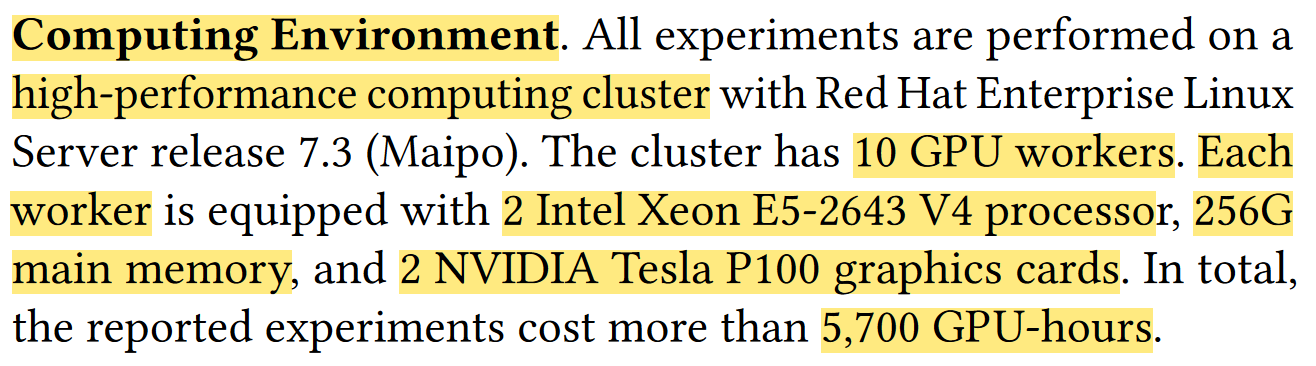 Computing Environment. All experiments are performed on a
high-performance computing cluster with Red Hat Enterprise Linux
Server release 7.3 (Maipo). The cluster has 10 GPU workers. Each
worker is equipped with 2 Intel Xeon E5-2643 V4 processor, 256G
main memory, and 2 NVIDIA Tesla P100 graphics cards. In total,
the reported experiments cost more than 5,700 GPU-hours.